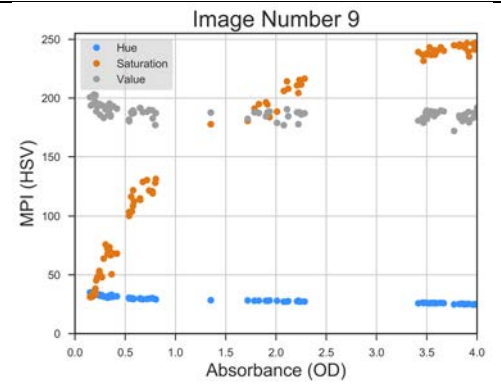 Image Number 9
250
Hue
Saturation
Value
200
150
100
50
0
MPI (HSV)
0.0 0.5 1.0 1.5 2.0 2.5 3.0 3.5 4.0
Absorbance (OD)